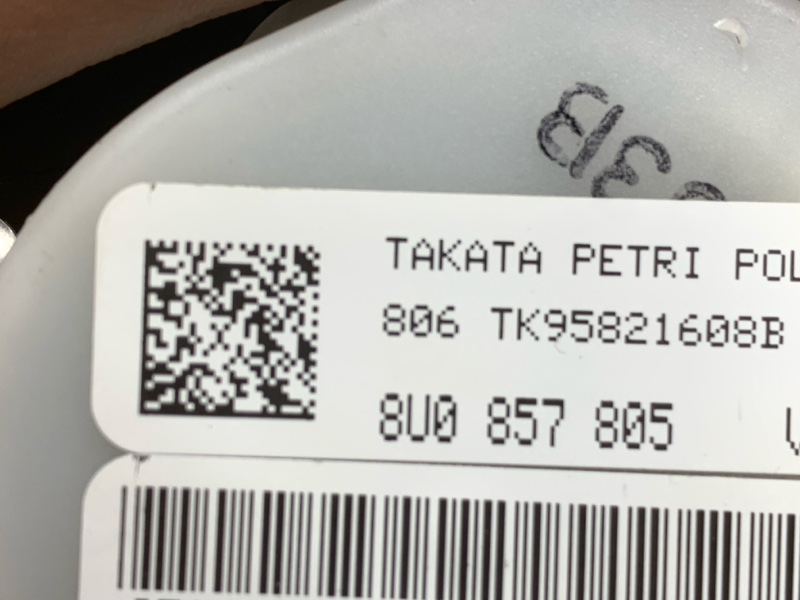 TAKATA PETRI POL
806 TK95821608B
8U0 857 805